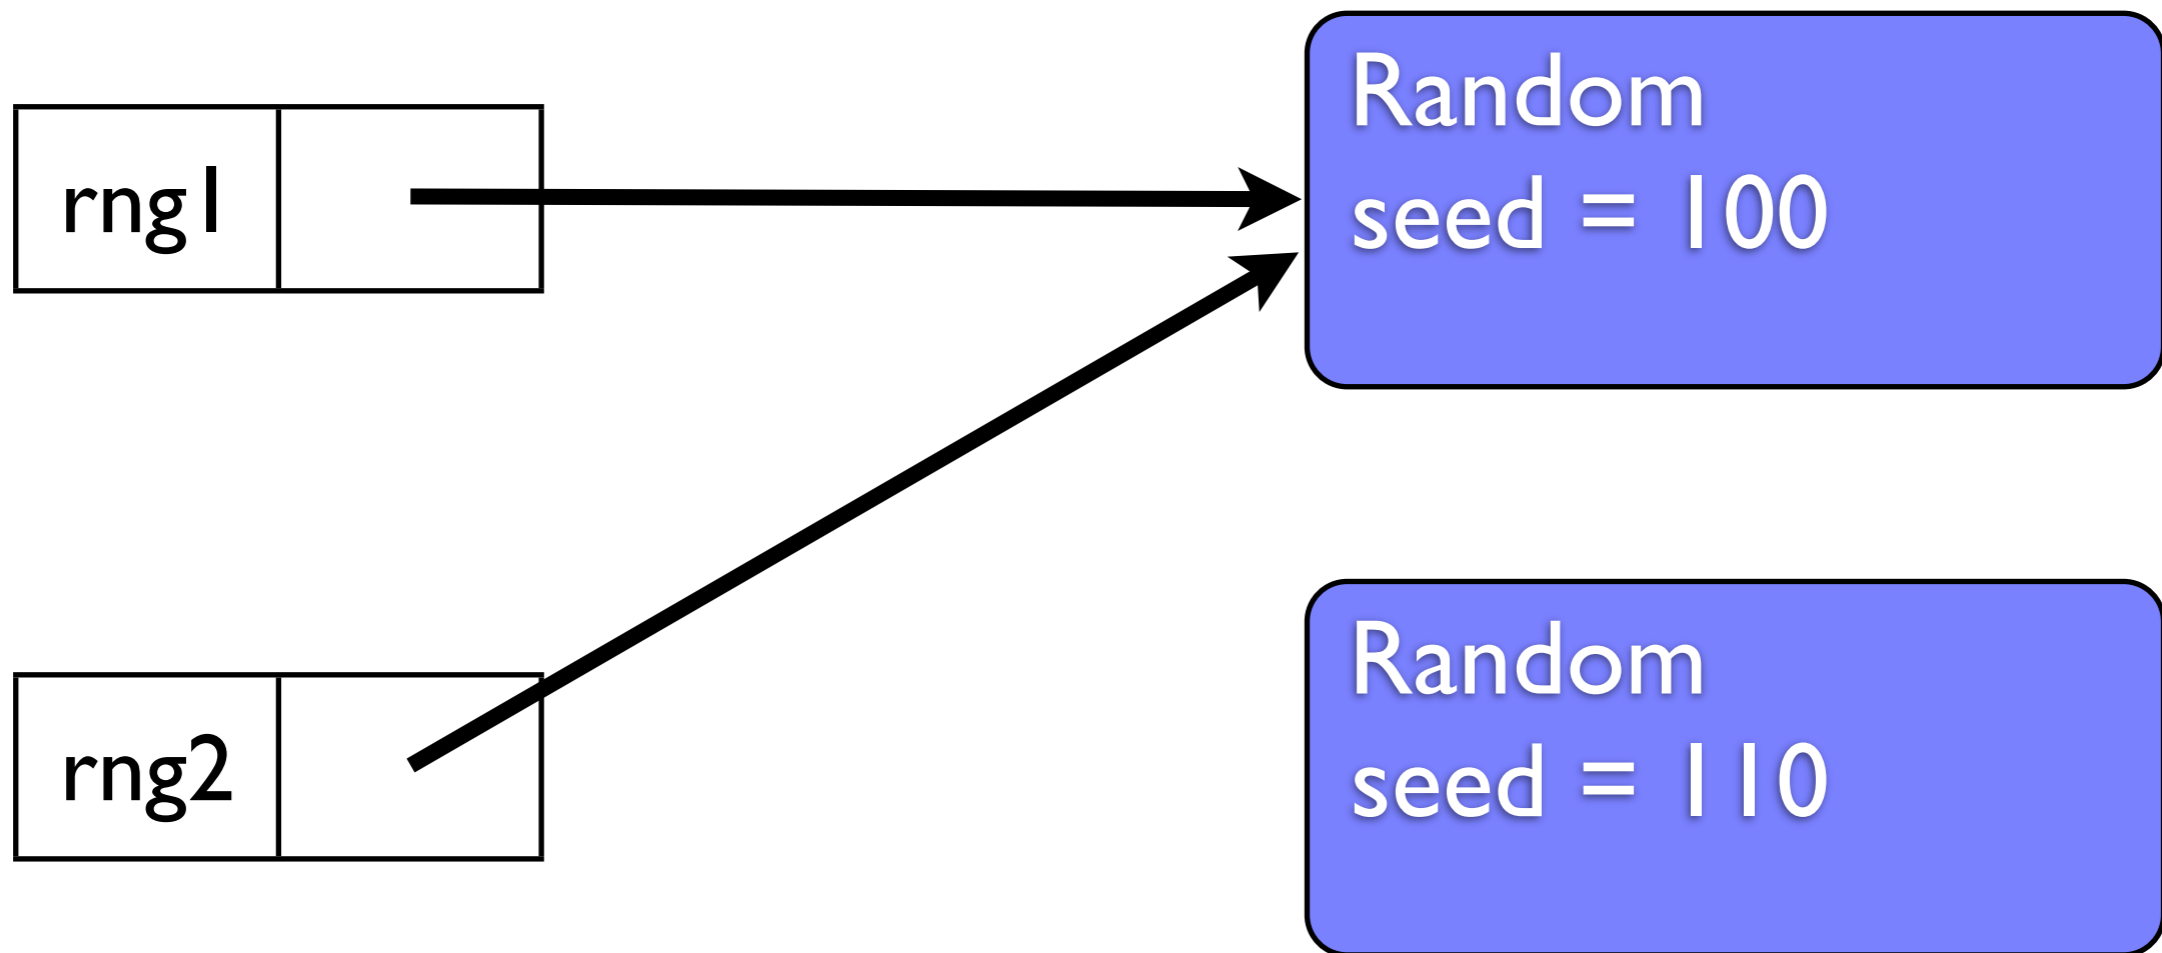 rng1
Random
seed = 100
rng2
Random
seed = 110